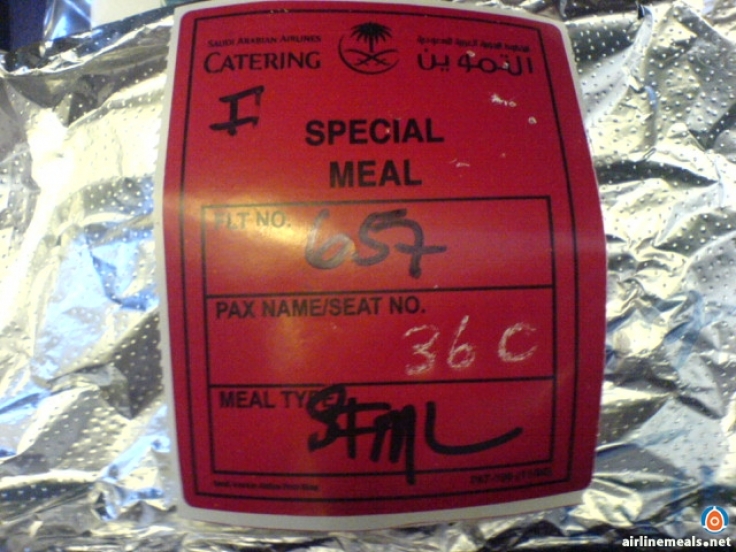 SAUDI ARABIAN AIRLINES
CATERING
التموين
I
SPECIAL
MEAL
FLT NO.
657
PAX NAME/SEAT NO.
36 C
MEAL TYPE
SFML
airlinemeals.net